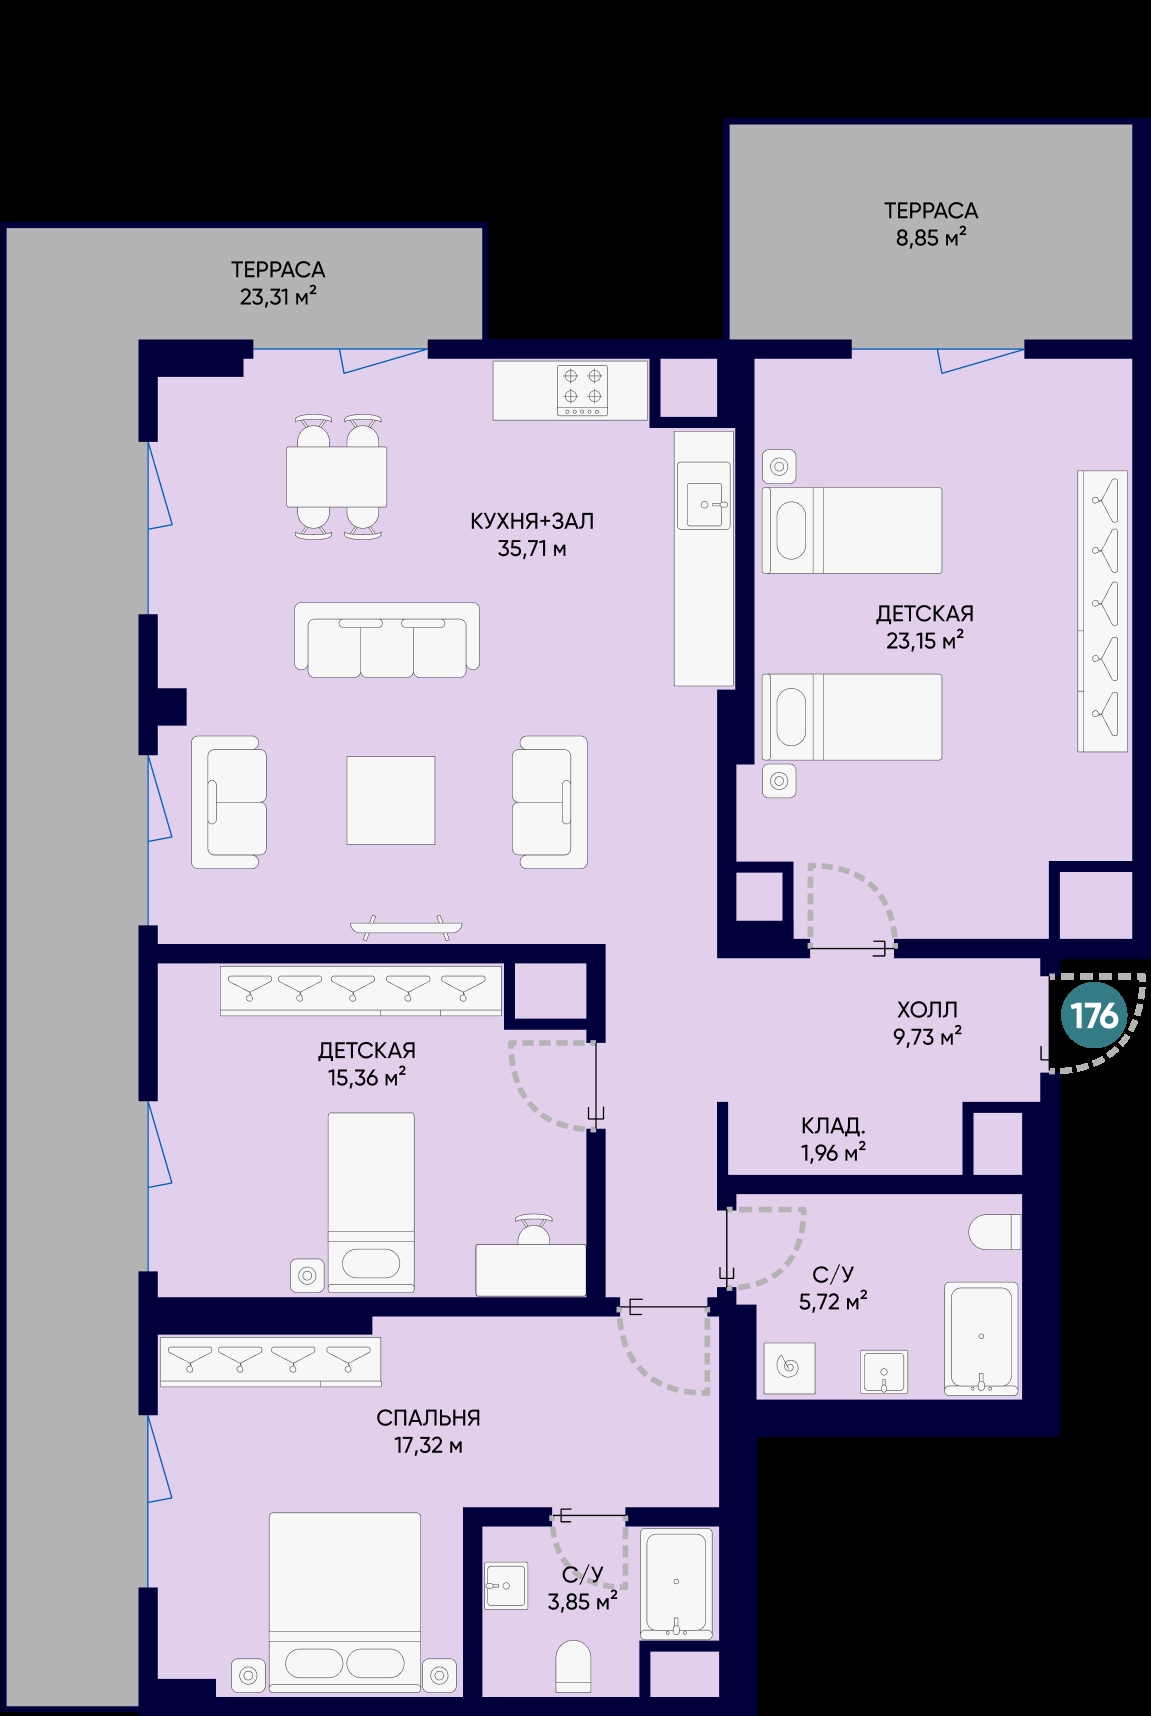 ТЕРРАСА
8,85 м²
ТЕРРАСА
23,31 м²
КУХНЯ+ЗАЛ
35,71 м
ДЕТСКАЯ
23,15 м²
ХОЛЛ
9,73 м²
176
ДЕТСКАЯ
15,36 м²
КЛАД.
1,96 м²
С/У
5,72 м²
СПАЛЬНЯ
17,32 м
С/У
3,85 м²